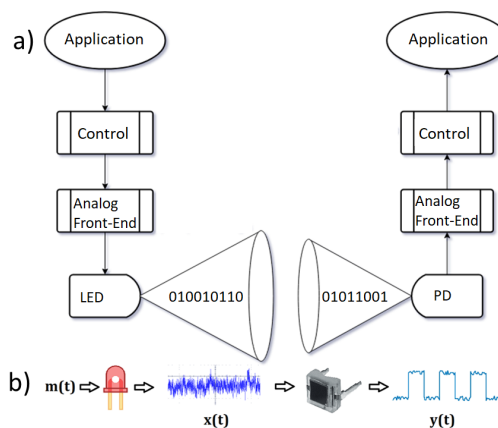 a)
Application
Application
Control
Control
Analog
Front-End
Analog
Front-End
LED
010010110
01011001
PD
b)
m(t)
x(t)
y(t)